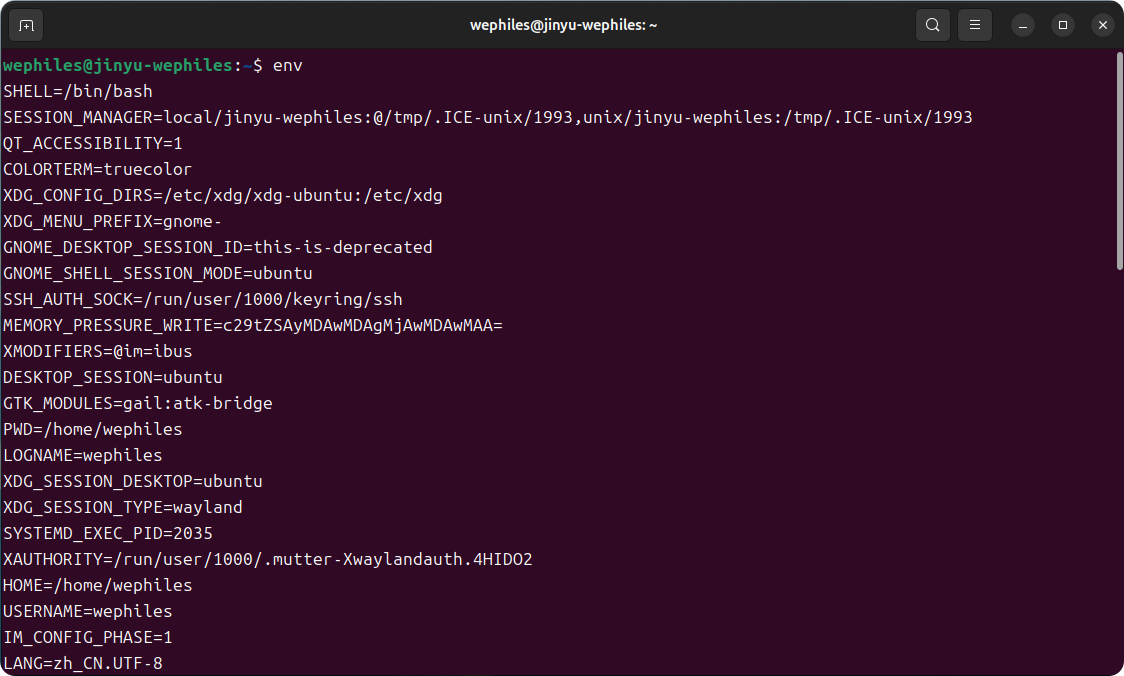 wephiles@jinyu-wephiles: ~
wephiles@jinyu-wephiles:~$ env
SHELL=/bin/bash
SESSION_MANAGER=local/jinyu-wephiles:@/tmp/.ICE-unix/1993,unix/jinyu-wephiles:/tmp/.ICE-unix/1993
QT_ACCESSIBILITY=1
COLORTERM=truecolor
XDG_CONFIG_DIRS=/etc/xdg/xdg-ubuntu:/etc/xdg
XDG_MENU_PREFIX=gnome-
GNOME_DESKTOP_SESSION_ID=this-is-deprecated
GNOME_SHELL_SESSION_MODE=ubuntu
SSH_AUTH_SOCK=/run/user/1000/keyring/ssh
MEMORY_PRESSURE_WRITE=c29tZSAyMDAwMDAgMjAwMDAwMAA=
XMODIFIERS=@im=ibus
DESKTOP_SESSION=ubuntu
GTK_MODULES=gail:atk-bridge
PWD=/home/wephiles
LOGNAME=wephiles
XDG_SESSION_DESKTOP=ubuntu
XDG_SESSION_TYPE=wayland
SYSTEMD_EXEC_PID=2035
XAUTHORITY=/run/user/1000/.mutter-Xwaylandauth.4HIDO2
HOME=/home/wephiles
USERNAME=wephiles
IM_CONFIG_PHASE=1
LANG=zh_CN.UTF-8